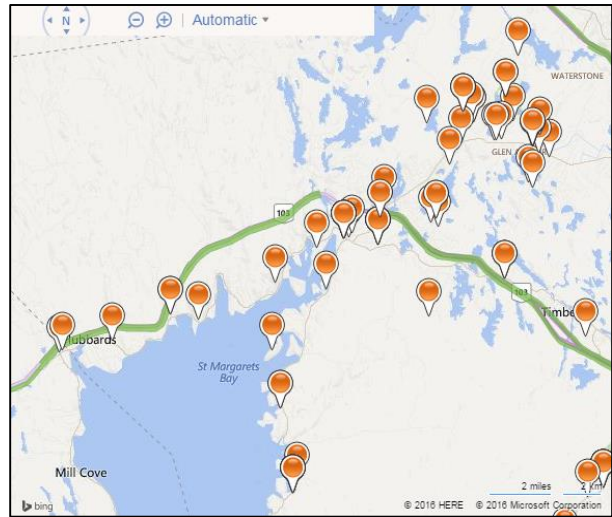 N
Automatic
WATERSTONE
GLEN
103
103
Timbe
Hubbards
St Margarets
Bay
Mill Cove
2 miles
2 km
bing
© 2016 HERE © 2016 Microsoft Corporation